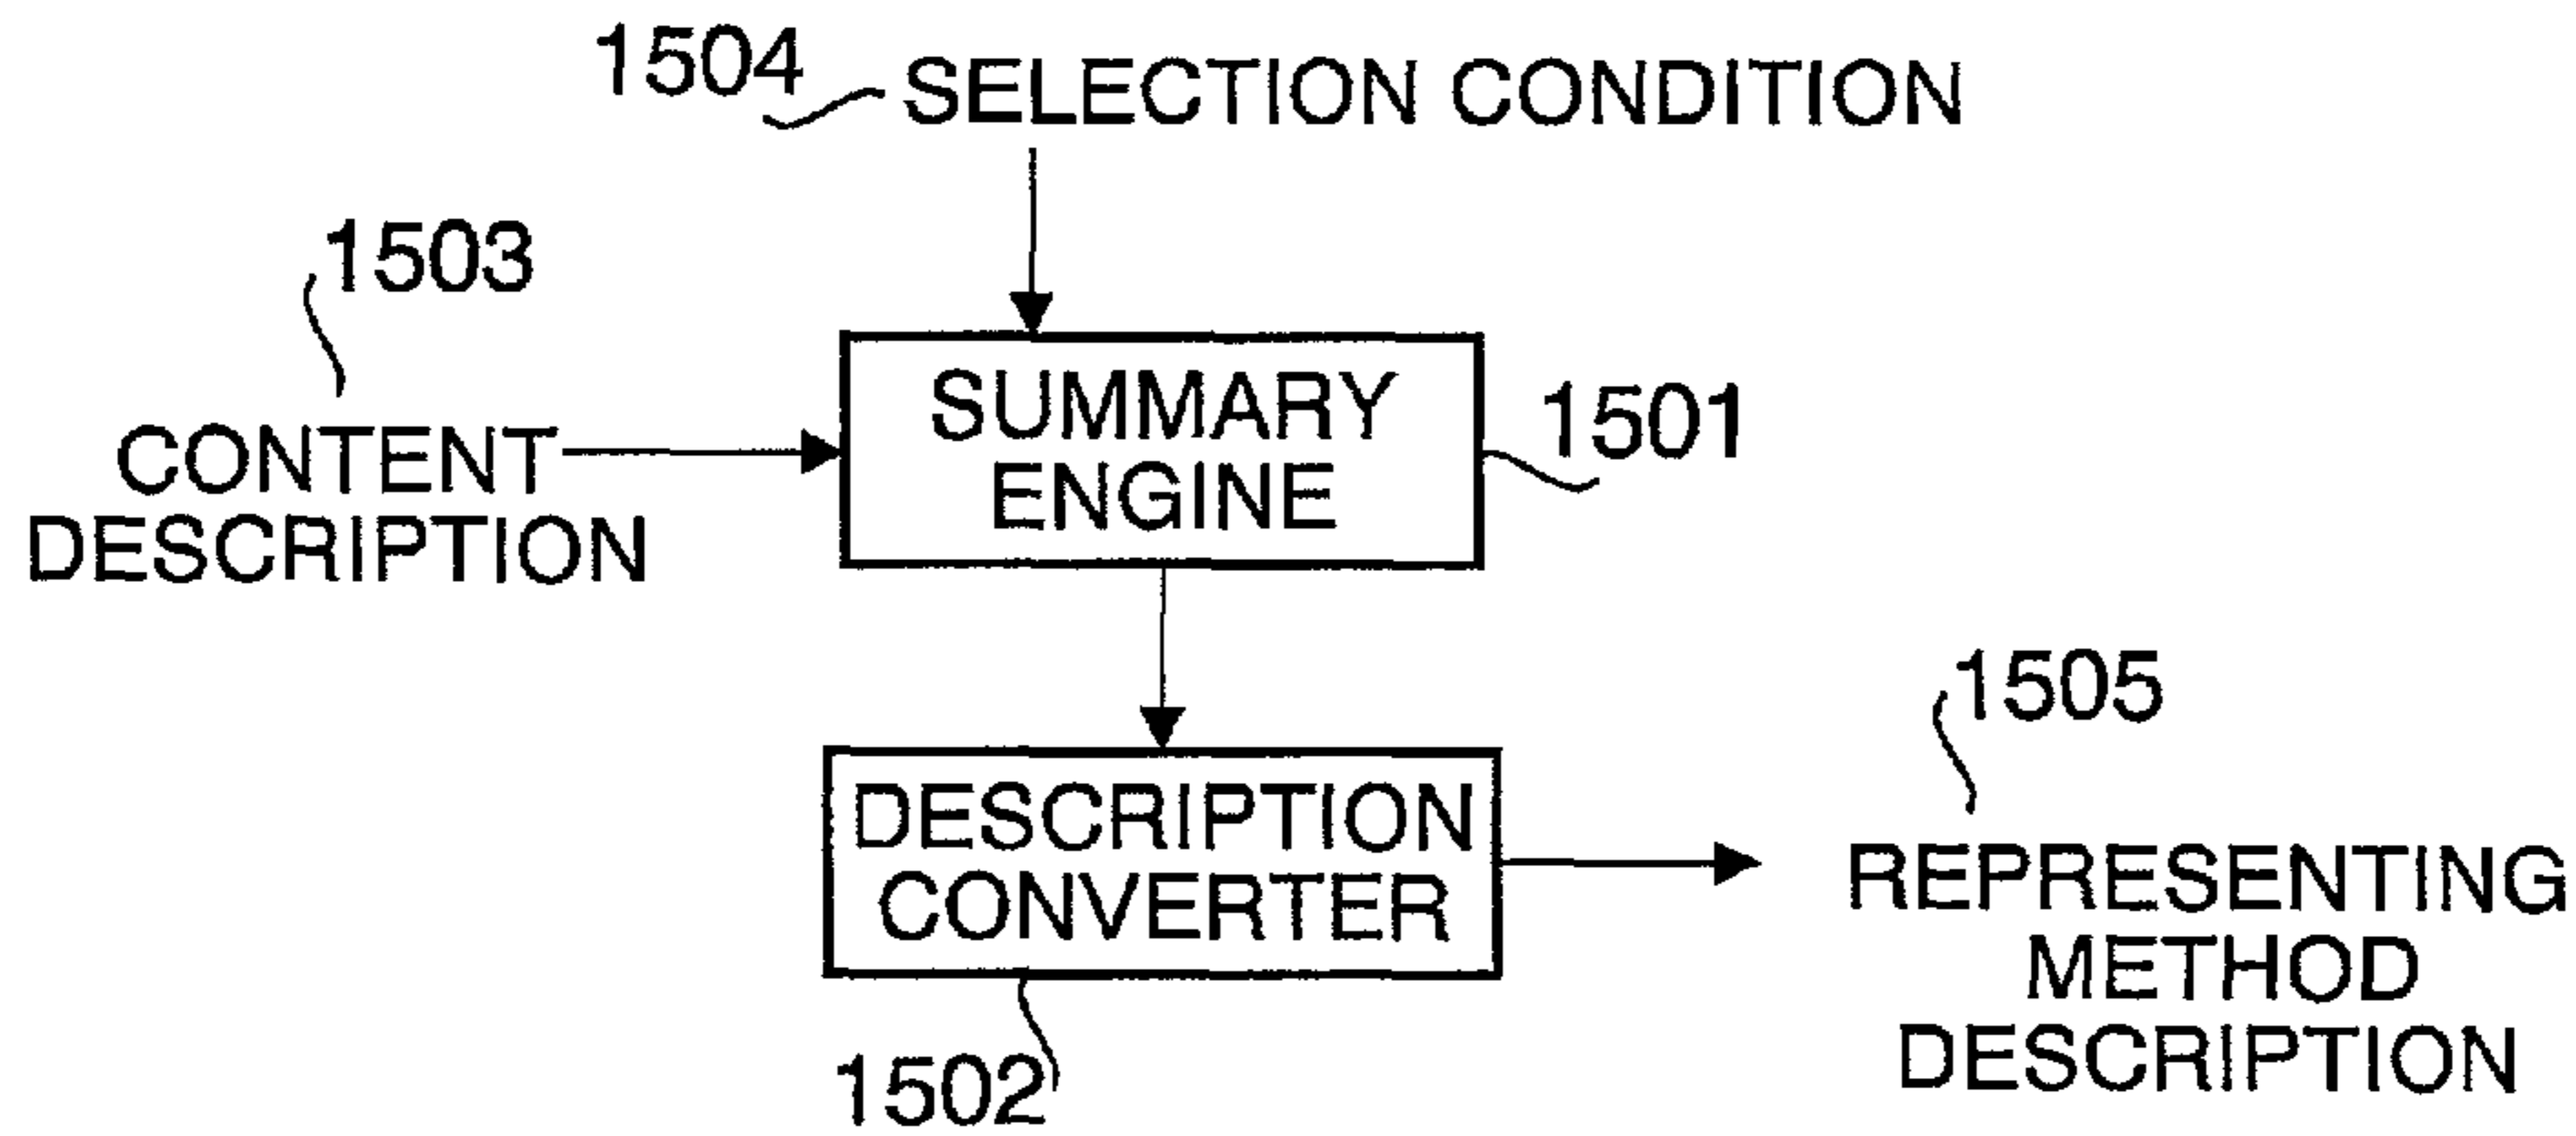 1504
SELECTION CONDITION
1503
CONTENT
DESCRIPTION
SUMMARY
ENGINE
1501
DESCRIPTION
CONVERTER
1502
1505
REPRESENTING
METHOD
DESCRIPTION